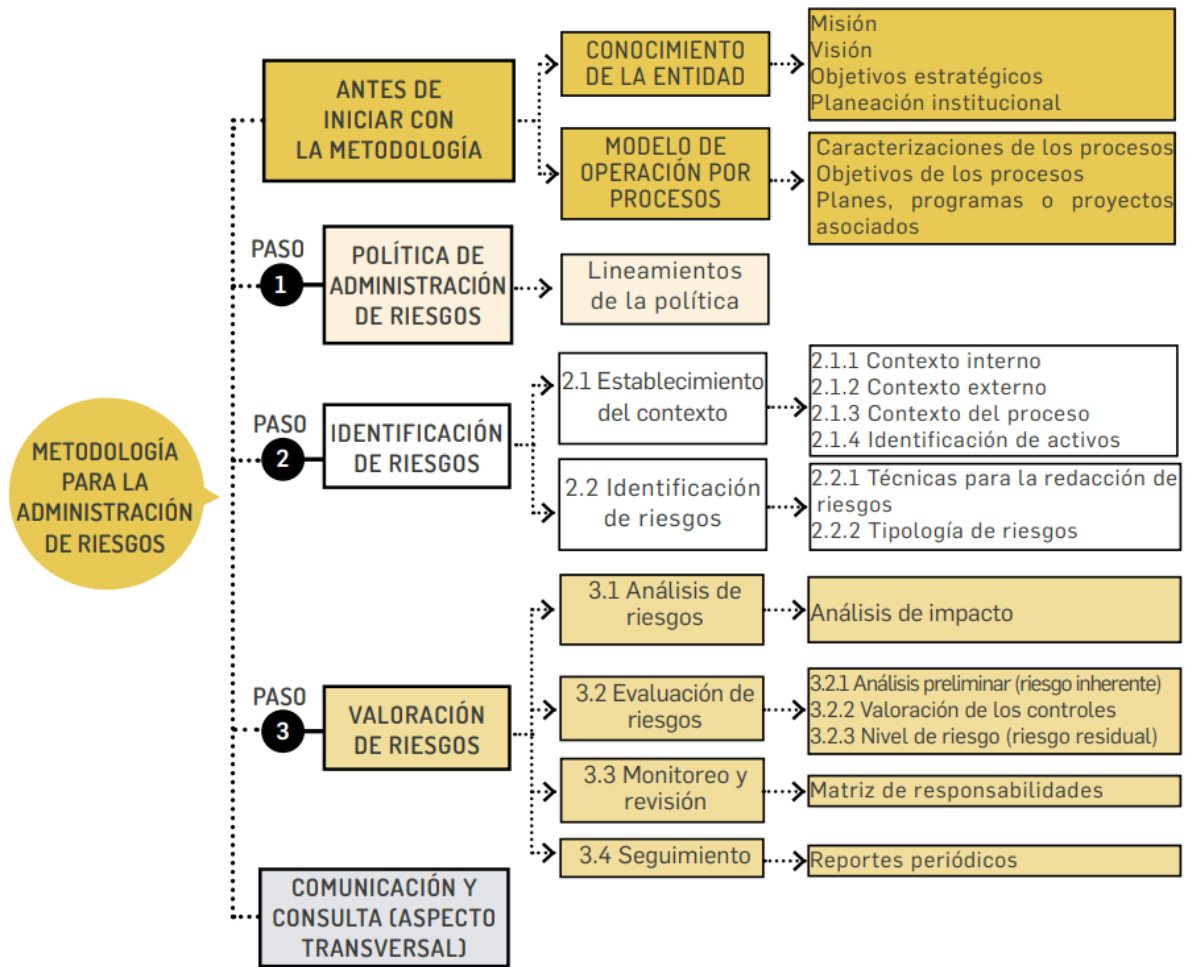 METODOLOGÍA
PARA LA
ADMINISTRACIÓN
DE RIESGOS
ANTES DE
INICIAR CON
LA METODOLOGÍA
CONOCIMIENTO
DE LA ENTIDAD
Misión
Visión
Objetivos estratégicos
Planeación institucional
MODELO DE
OPERACIÓN POR
PROCESOS
Caracterizaciones de los procesos
Objetivos de los procesos
Planes, programas o proyectos
asociados
PASO
1
POLÍTICA DE
ADMINISTRACIÓN
DE RIESGOS
Lineamientos
de la política
PASO
2
IDENTIFICACIÓN
DE RIESGOS
2.1 Establecimiento
del contexto
2.1.1 Contexto interno
2.1.2 Contexto externo
2.1.3 Contexto del proceso
2.1.4 Identificación de activos
2.2 Identificación
de riesgos
2.2.1 Técnicas para la redacción de
riesgos
2.2.2 Tipología de riesgos
PASO
3
VALORACIÓN
DE RIESGOS
3.1 Análisis de
riesgos
Análisis de impacto
3.2 Evaluación de
riesgos
3.2.1 Análisis preliminar (riesgo inherente)
3.2.2 Valoración de los controles
3.2.3 Nivel de riesgo (riesgo residual)
3.3 Monitoreo y
revisión
Matriz de responsabilidades
3.4 Seguimiento
Reportes periódicos
COMUNICACIÓN Y
CONSULTA (ASPECTO
TRANSVERSAL)